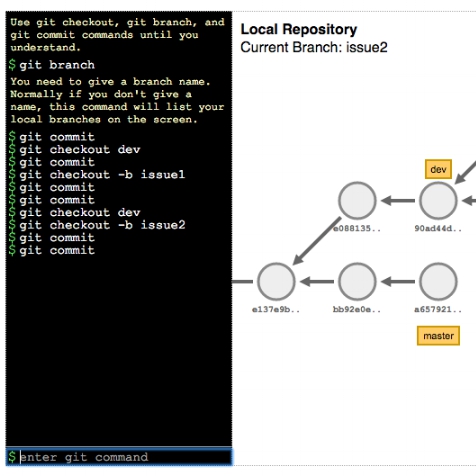 Use git checkout, git branch, and
git commit commands until you
understand.
$ git branch
You need to give a branch name.
Normally if you don't give a
name, this command will list your
local branches on the screen.
$ git commit
$ git checkout dev
$ git commit
$ git checkout -b issue1
$ git commit
$ git commit
$ git checkout dev
$ git checkout -b issue2
$ git commit
$ git commit
$ enter git command
Local Repository
Current Branch: issue2
dev
e088135..
90ad44d..
e137e9b..
bb92e0e..
a657921..
master